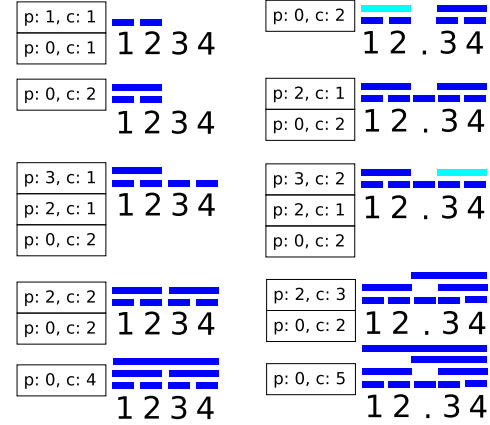 p: 1, c: 1
p: 0, c: 1
1 2 3 4
p: 0, c: 2
1 2 3 4
p: 3, c: 1
p: 2, c: 1
p: 0, c: 2
1 2 3 4
p: 2, c: 2
p: 0, c: 2
1 2 3 4
p: 0, c: 4
1 2 3 4
p: 0, c: 2
1 2 . 3 4
p: 2, c: 1
p: 0, c: 2
1 2 . 3 4
p: 3, c: 2
p: 2, c: 1
p: 0, c: 2
1 2 . 3 4
p: 2, c: 3
p: 0, c: 2
1 2 . 3 4
p: 0, c: 5
1 2 . 3 4